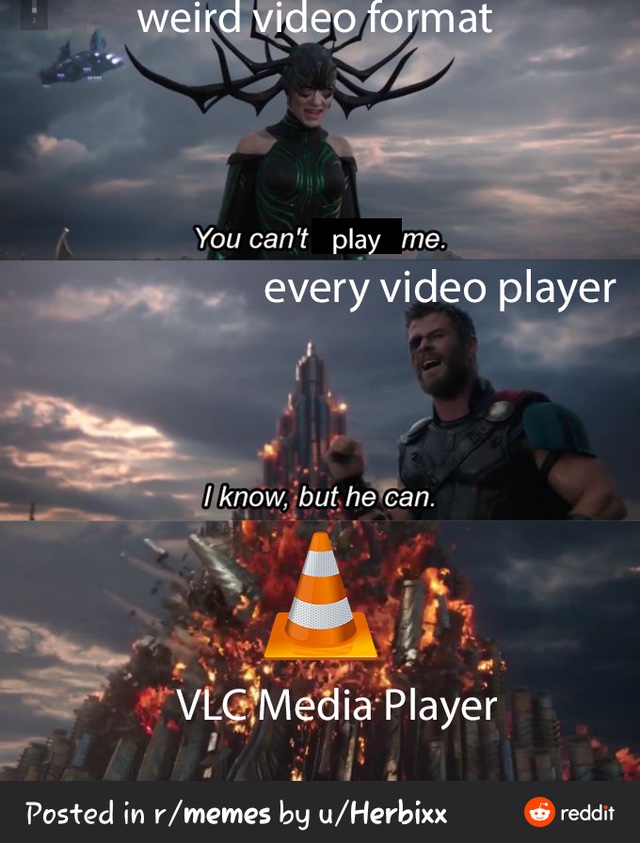 weird video format
You can't play me.
every video player
I know, but he can.
VLC Media Player
Posted in r/memes by u/Herbixx
reddit